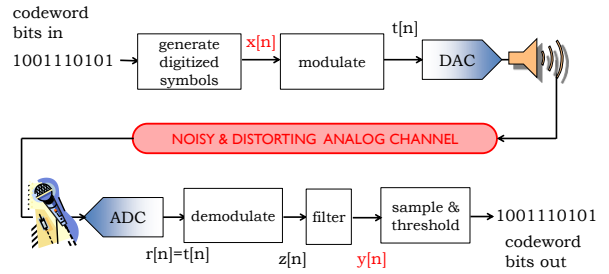 codeword
bits in
1001110101
generate
digitized
symbols
x[n]
modulate
t[n]
DAC
NOISY & DISTORTING ANALOG CHANNEL
ADC
r[n]=t[n]
demodulate
z[n]
filter
y[n]
sample &
threshold
1001110101
codeword
bits out